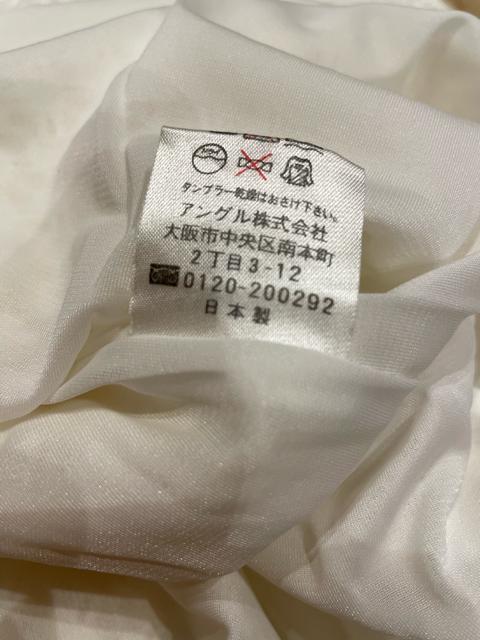 タンブラー乾燥はおさけ下さい。
アングル株式会社
大阪市中央区南本町
2丁目3-12
0120-200292
日本製